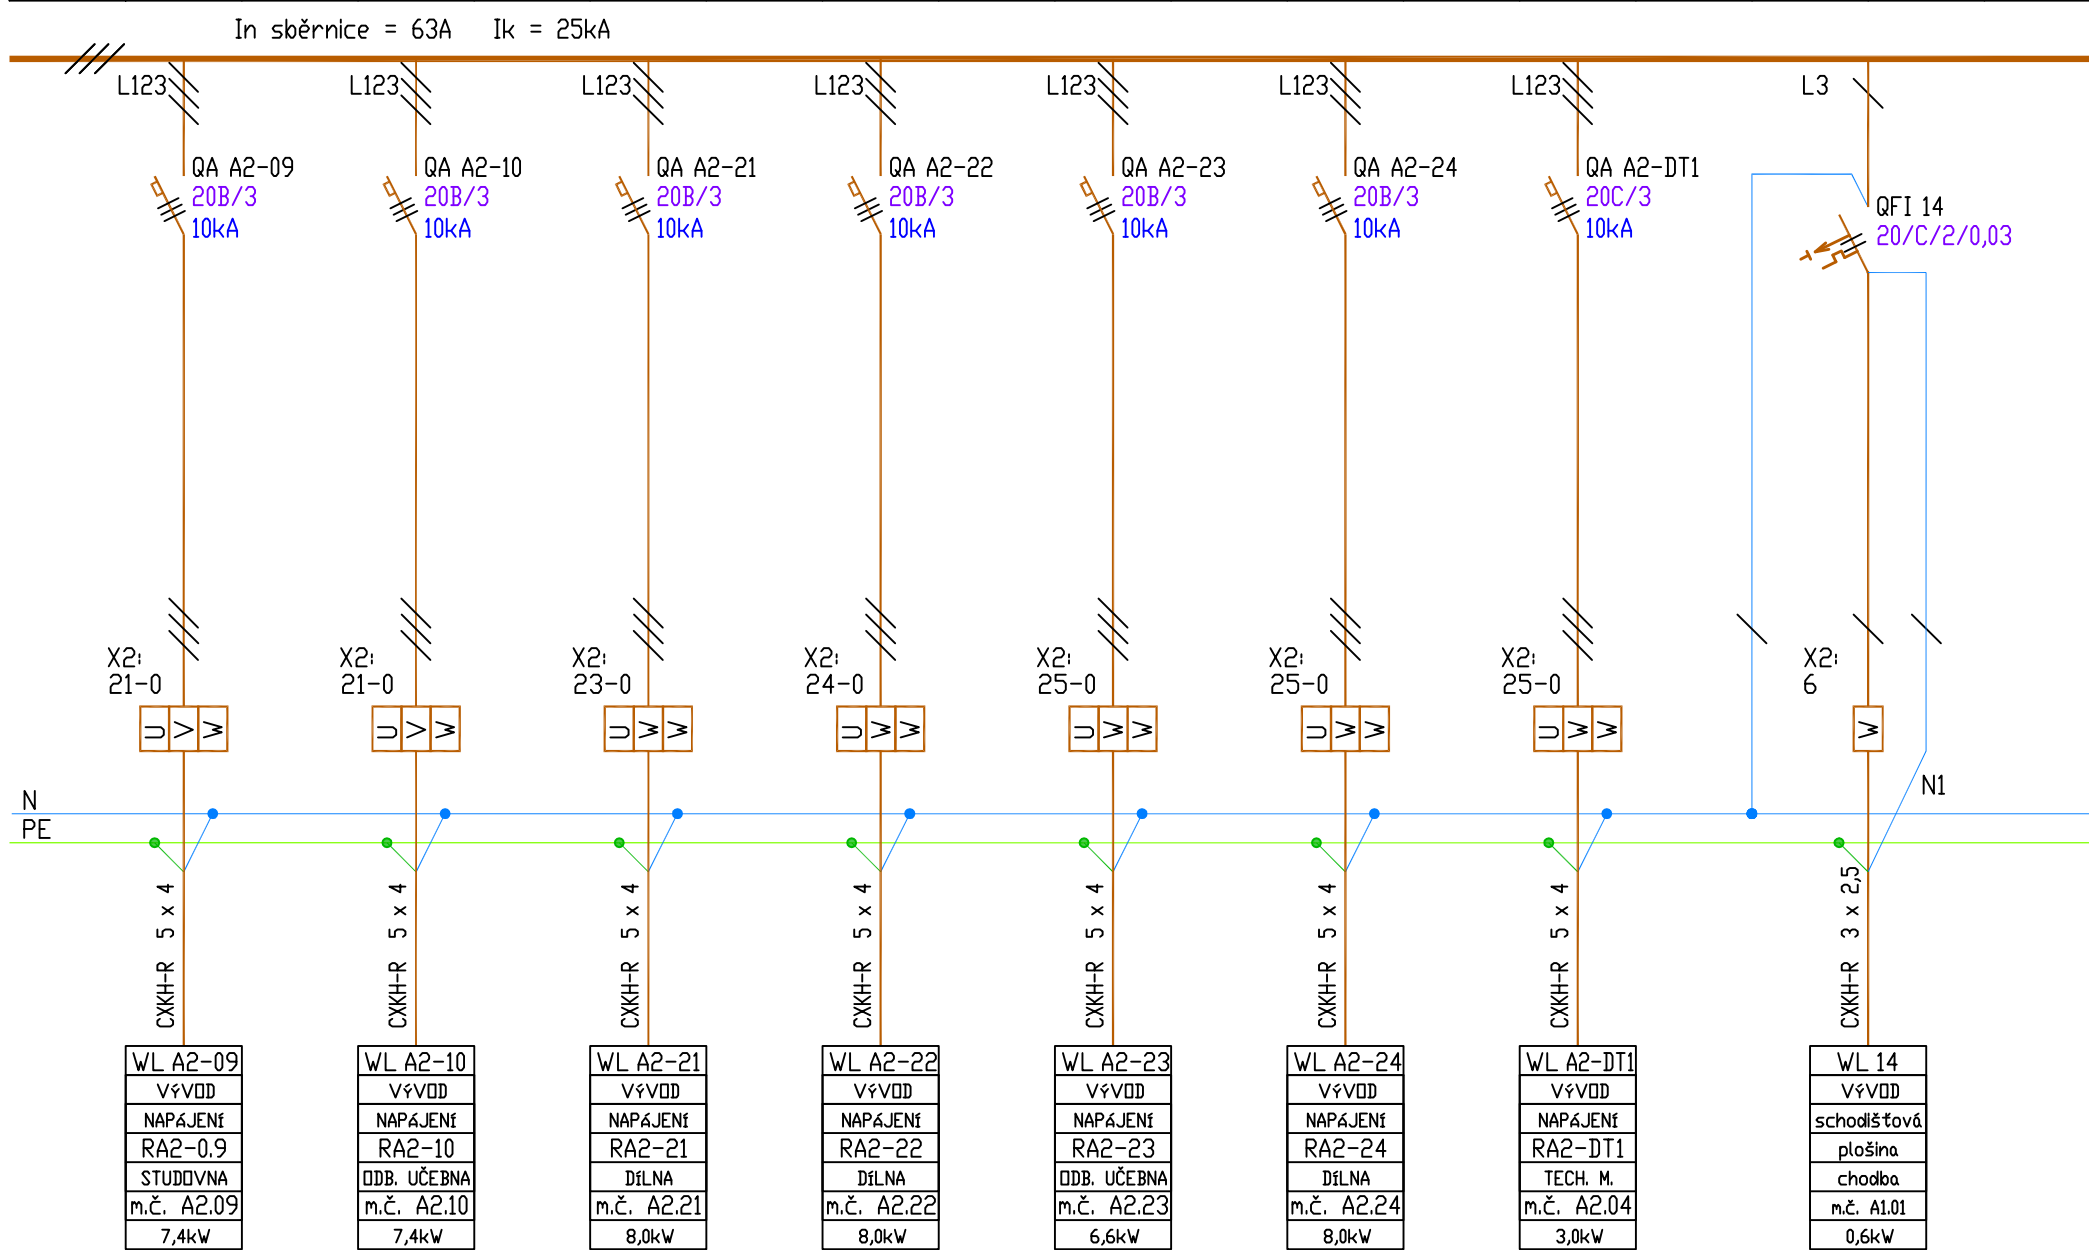 In sběrnice = 63A Ik = 25kA
L123 L123 L123 L123 L123 L123 L123 L3
QA A2-09
20B/3
10kA
QA A2-10
20B/3
10kA
QA A2-21
20B/3
10kA
QA A2-22
20B/3
10kA
QA A2-23
20B/3
10kA
QA A2-24
20B/3
10kA
QA A2-DT1
20C/3
10kA
QFI 14
20/C/2/0,03
X2:
21-0
U V W
X2:
21-0
U V W
X2:
23-0
U W W
X2:
24-0
U W W
X2:
25-0
U W W
X2:
25-0
U W W
X2:
25-0
U W W
X2:
6
W
N
PE
N1
CXKH-R 5 x 4
CXKH-R 5 x 4
CXKH-R 5 x 4
CXKH-R 5 x 4
CXKH-R 5 x 4
CXKH-R 5 x 4
CXKH-R 5 x 4
CXKH-R 3 x 2,5
WL A2-09
VÝVOD
NAPÁJENÍ
RA2-0.9
STUDOVNA
m.č. A2.09
7,4kW
WL A2-10
VÝVOD
NAPÁJENÍ
RA2-10
ODB. UČEBNA
m.č. A2.10
7,4kW
WL A2-21
VÝVOD
NAPÁJENÍ
RA2-21
DÍLNA
m.č. A2.21
8,0kW
WL A2-22
VÝVOD
NAPÁJENÍ
RA2-22
DÍLNA
m.č. A2.22
8,0kW
WL A2-23
VÝVOD
NAPÁJENÍ
RA2-23
ODB. UČEBNA
m.č. A2.23
6,6kW
WL A2-24
VÝVOD
NAPÁJENÍ
RA2-24
DÍLNA
m.č. A2.24
8,0kW
WL A2-DT1
VÝVOD
NAPÁJENÍ
RA2-DT1
TECH. M.
m.č. A2.04
3,0kW
WL 14
VÝVOD
schodišťová
plošina
chodba
m.č. A1.01
0,6kW